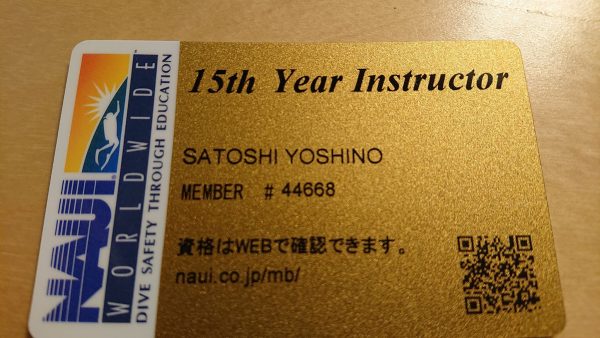 NAUI
WORLDWIDE
DIVE SAFETY THROUGH EDUCATION
15th Year Instructor
SATOSHI YOSHINO
MEMBER # 44668
資格はWEBで確認できます。
naui.co.jp/mb/